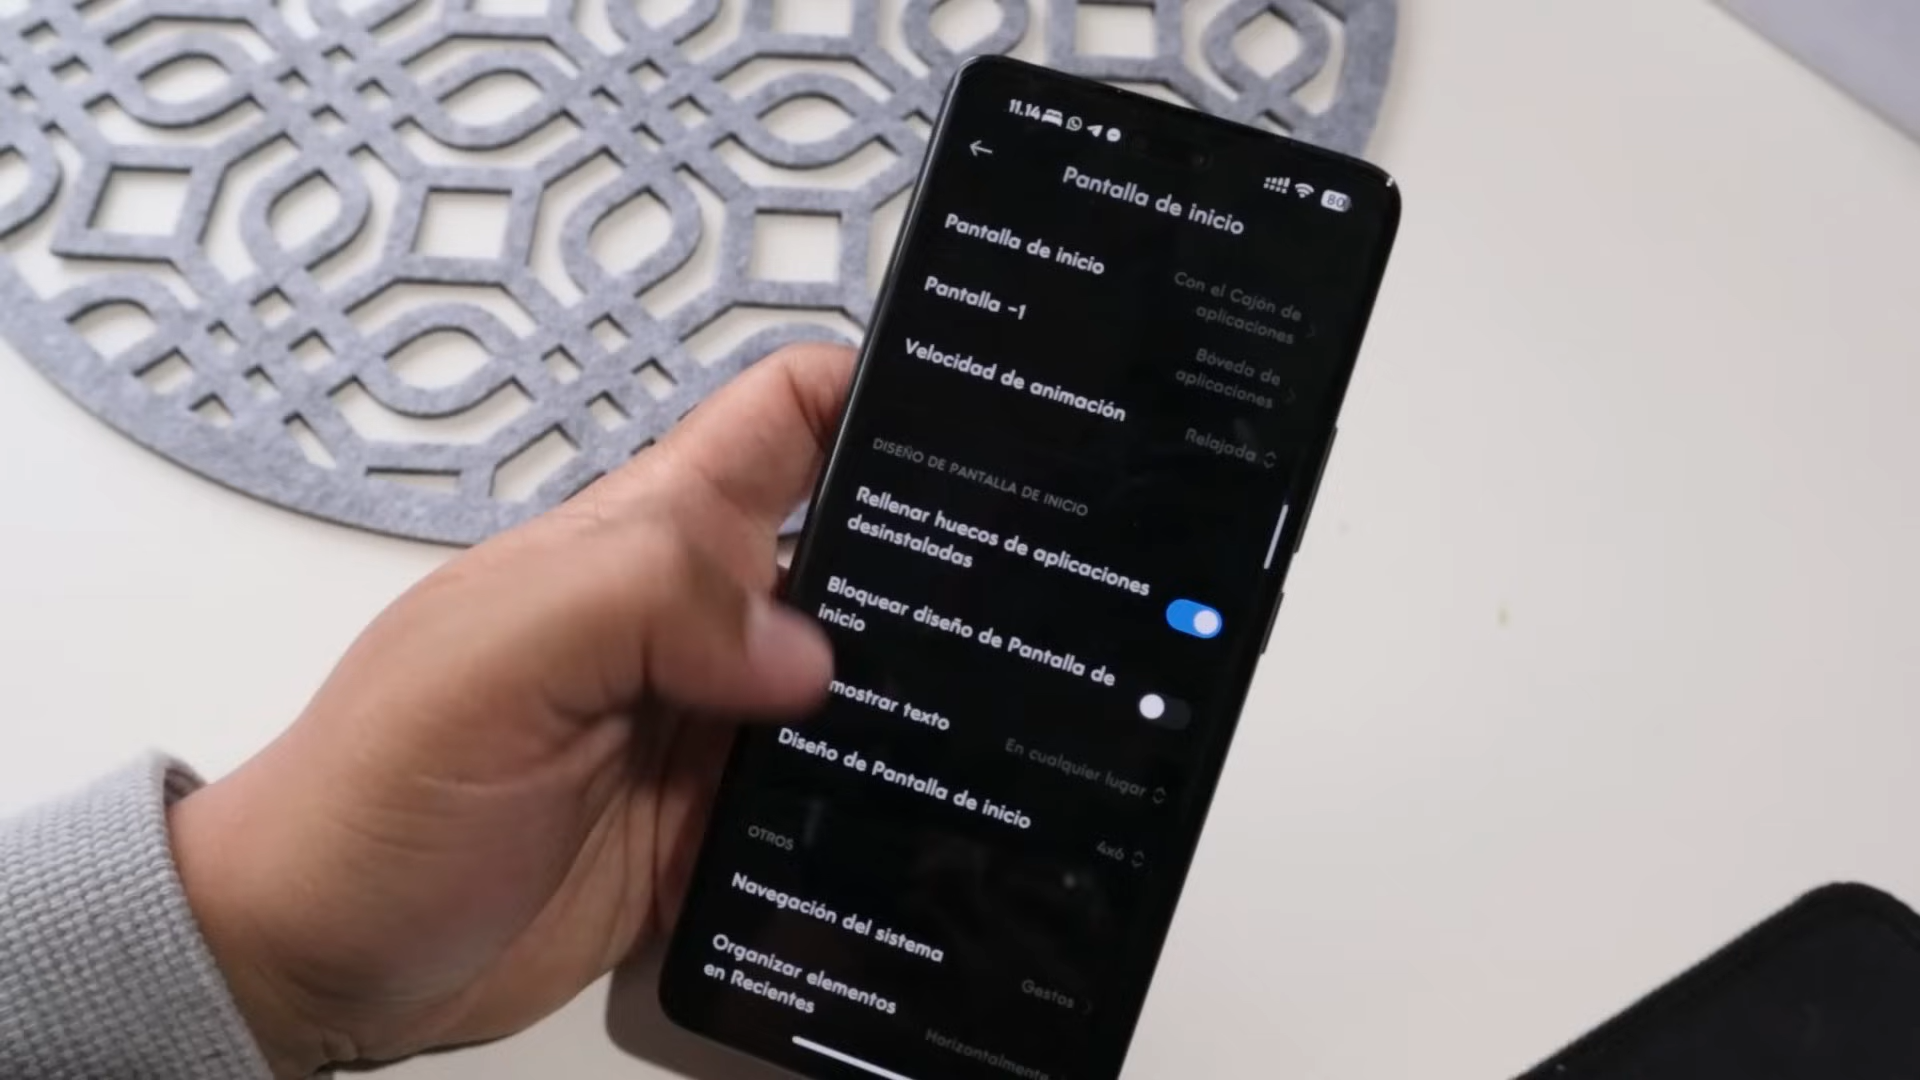 11.14
80
Pantalla de inicio
Pantalla de inicio
Con el Cajón de
aplicaciones
Pantalla -1
Bóveda de
aplicaciones
Velocidad de animación
Relajada
DISEÑO DE PANTALLA DE INICIO
Rellenar huecos de aplicaciones
desinstaladas
Bloquear diseño de Pantalla de
inicio
mostrar texto
En cualquier lugar
Diseño de Pantalla de inicio
4x6
OTROS
Navegación del sistema
Gestos
Organizar elementos
en Recientes
Horizontalmente